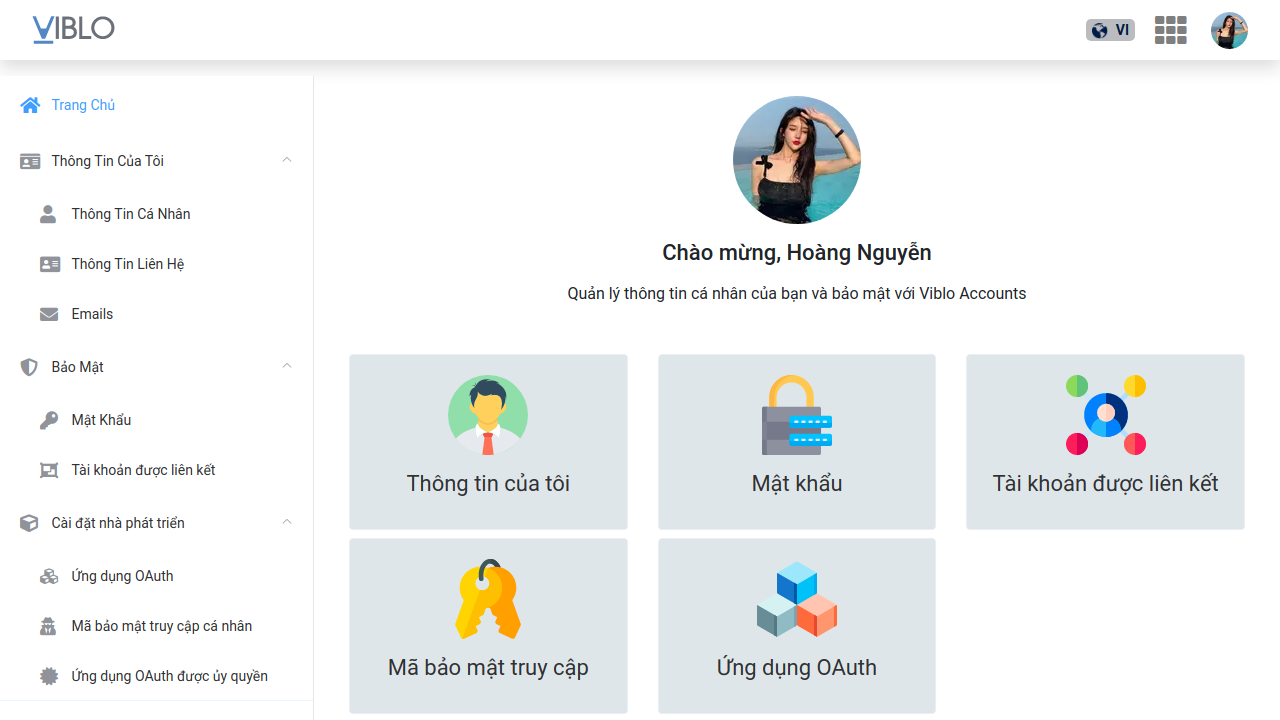 VIBLO
VI
Trang Chủ
Thông Tin Của Tôi
Thông Tin Cá Nhân
Thông Tin Liên Hệ
Emails
Bảo Mật
Mật Khẩu
Tài khoản được liên kết
Cài đặt nhà phát triển
Ứng dụng OAuth
Mã bảo mật truy cập cá nhân
Ứng dụng OAuth được ủy quyền
Chào mừng, Hoàng Nguyễn
Quản lý thông tin cá nhân của bạn và bảo mật với Viblo Accounts
Thông tin của tôi
Mật khẩu
Tài khoản được liên kết
Mã bảo mật truy cập
Ứng dụng OAuth